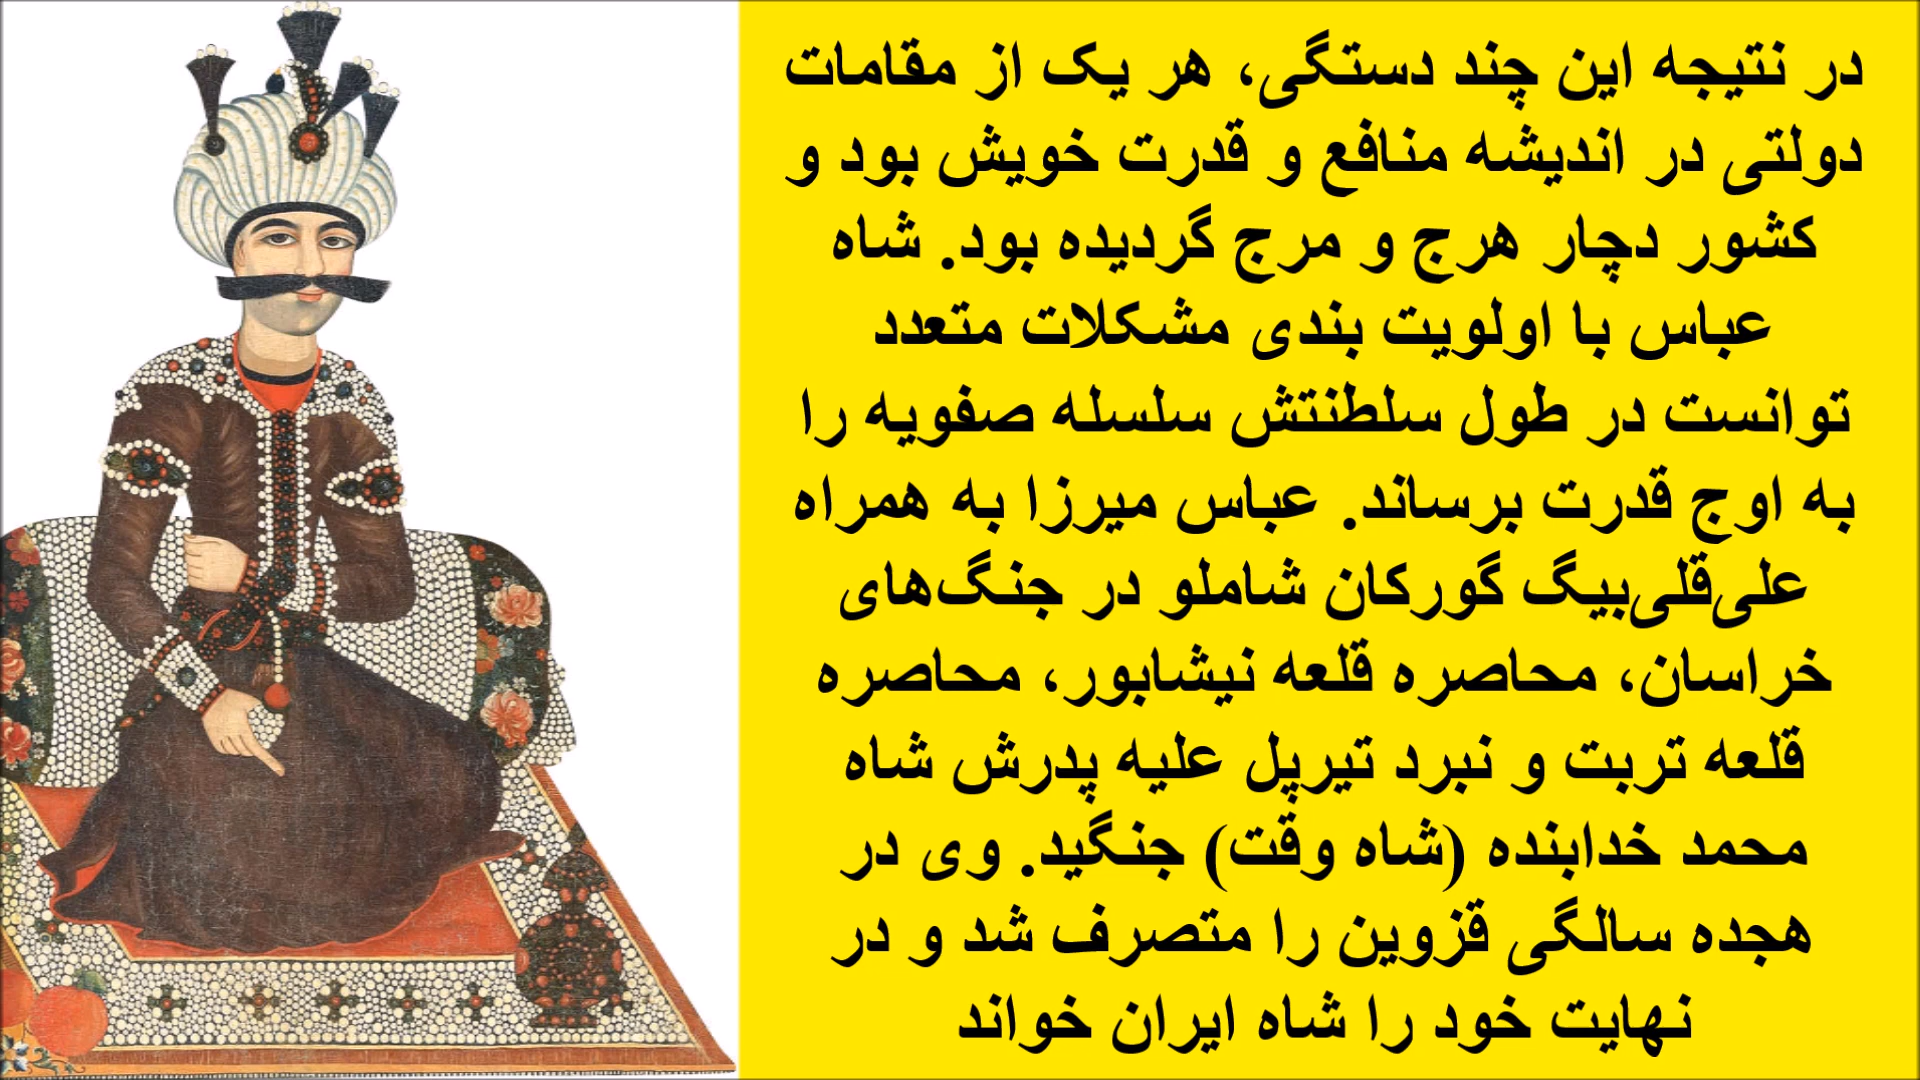 در نتیجه این چند دستگی، هر یک از مقامات
دولتی در اندیشه منافع و قدرت خویش بود و
کشور دچار هرج و مرج گردیده بود. شاه
عباس با اولویت بندی مشکلات متعدد
توانست در طول سلطنتش سلسله صفویه را
به اوج قدرت برساند. عباس میرزا به همراه
علی‌قلی‌بیگ گورکان شاملو در جنگ‌های
خراسان، محاصره قلعه نیشابور، محاصره
قلعه تربت و نبرد تیرپل علیه پدرش شاه
محمد خدابنده (شاه وقت) جنگید. وی در
هجده سالگی قزوین را متصرف شد و در
نهایت خود را شاه ایران خواند